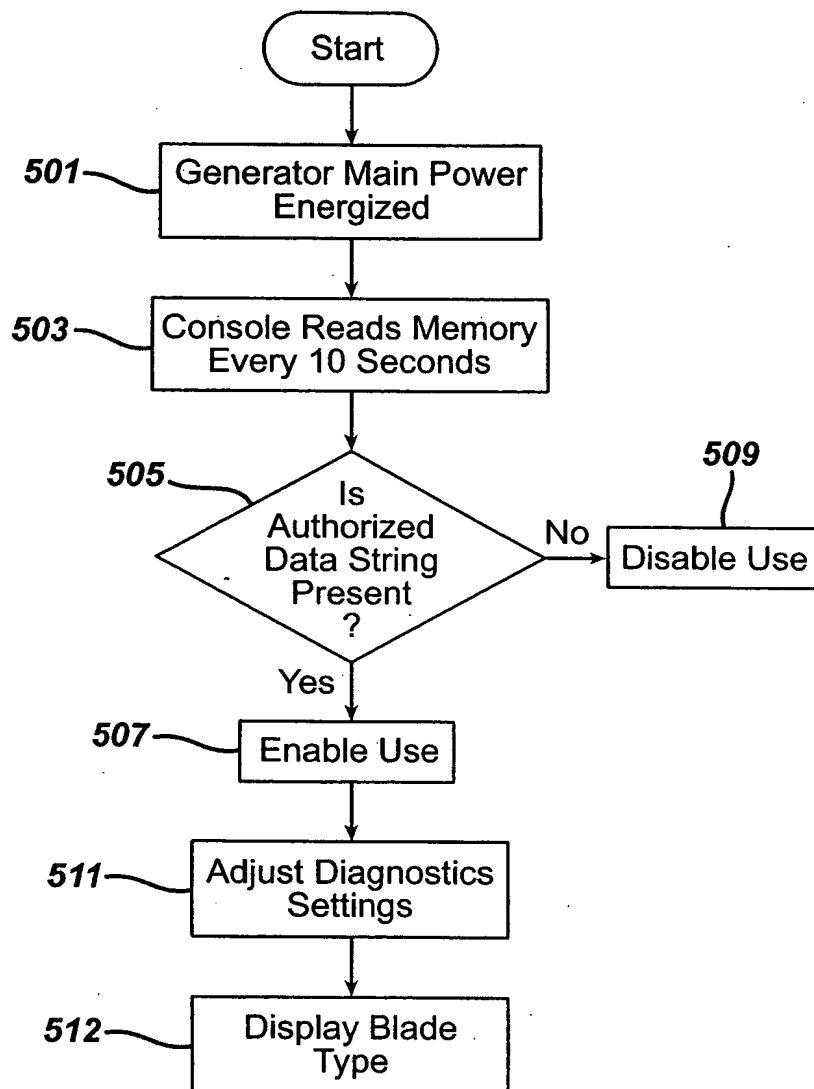 Start
501
Generator Main Power
Energized
503
Console Reads Memory
Every 10 Seconds
505
Is
Authorized
Data String
Present
?
No
509
Disable Use
Yes
507
Enable Use
511
Adjust Diagnostics
Settings
512
Display Blade
Type